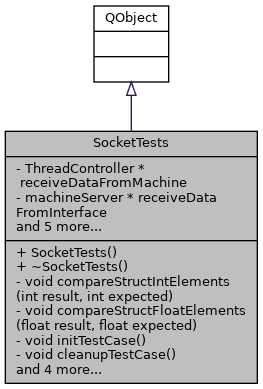 QObject
SocketTests
- ThreadController *
receiveDataFromMachine
- machineServer * receiveData
FromInterface
and 5 more...
+ SocketTests()
+ ~SocketTests()
- void compareStructIntElements
(int result, int expected)
- void compareStructFloatElements
(float result, float expected)
- void initTestCase()
- void cleanupTestCase()
and 4 more...